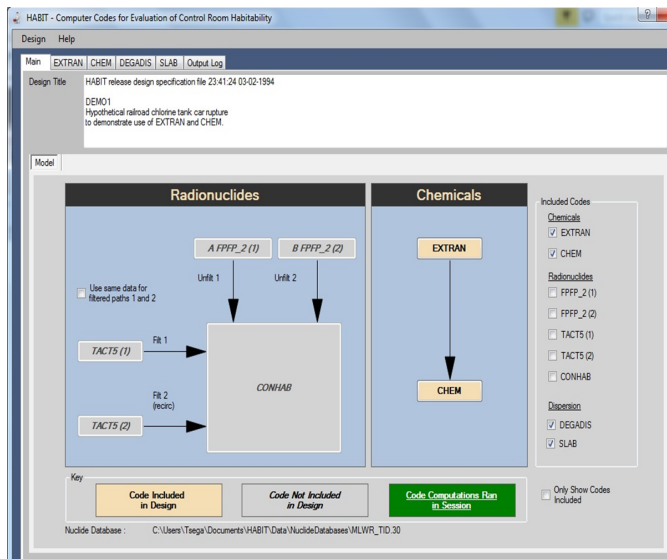 HABIT - Computer Codes for Evaluation of Control Room Habitability
Design Help
Main EXTRAN CHEM DEGADIS SLAB Output Log
Design Title
HABIT release design specification file 23:41:24 03-02-1994
DEMO1
Hypothetical railroad chlorine tank car rupture
to demonstrate use of EXTRAN and CHEM.
Model
Radionuclides
A FPFP_2 (1)
B FPFP_2 (2)
Unfilt 1
Unfilt 2
Use same data for
filtered paths 1 and 2
TACT5 (1)
Filt 1
CONHAB
Filt 2
(recirc)
TACT5 (2)
Chemicals
EXTRAN
CHEM
Included Codes
Chemicals
EXTRAN
CHEM
Radionuclides
FPFP_2 (1)
FPFP_2 (2)
TACT5 (1)
TACT5 (2)
CONHAB
Dispersion
DEGADIS
SLAB
Only Show Codes
Included
Key
Code Included
in Design
Code Not Included
in Design
Code Computations Ran
in Session
Nuclide Database : C:\Users\Tsega\Documents\HABIT\Data\NuclideDatabases\MLWR_TID.30